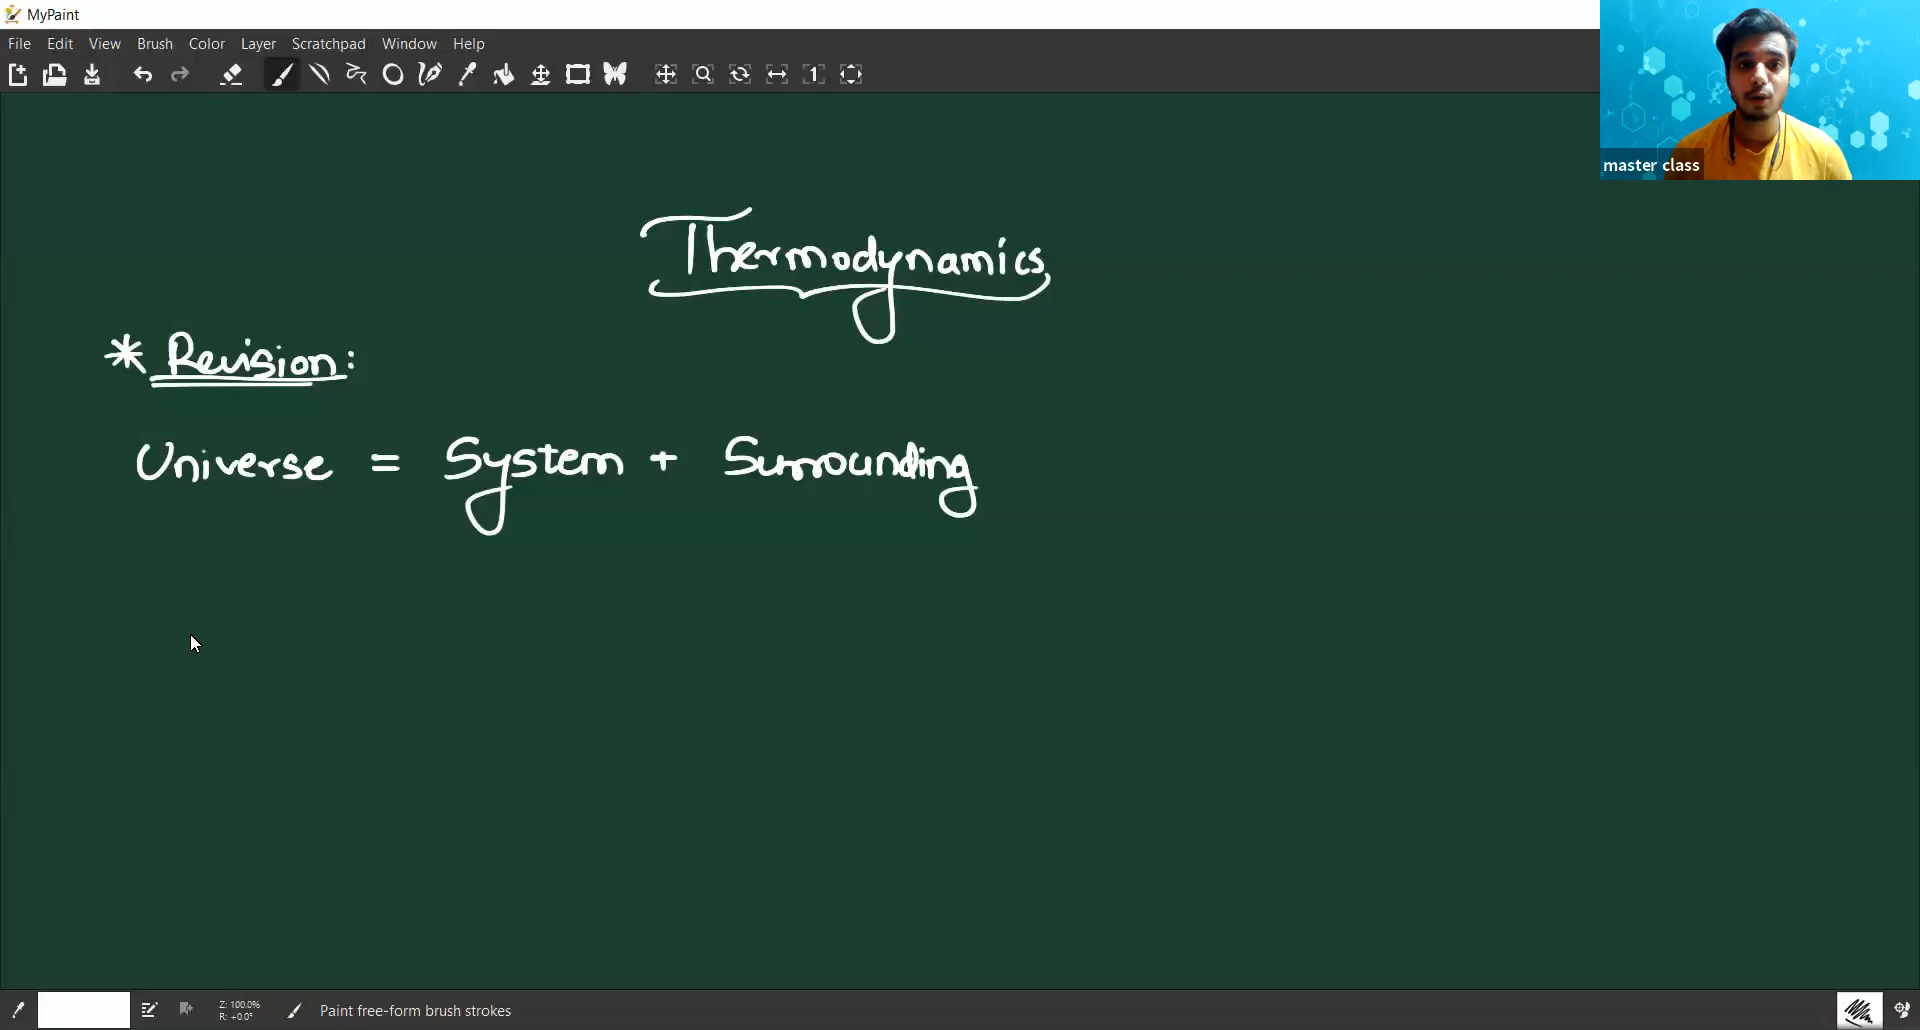 MyPaint
File Edit View Brush Color Layer Scratchpad Window Help
1
master class
Thermodynamics
* Revision:
Universe = System + Surrounding
Z: 100.0%
R: +0.0°
Paint free-form brush strokes